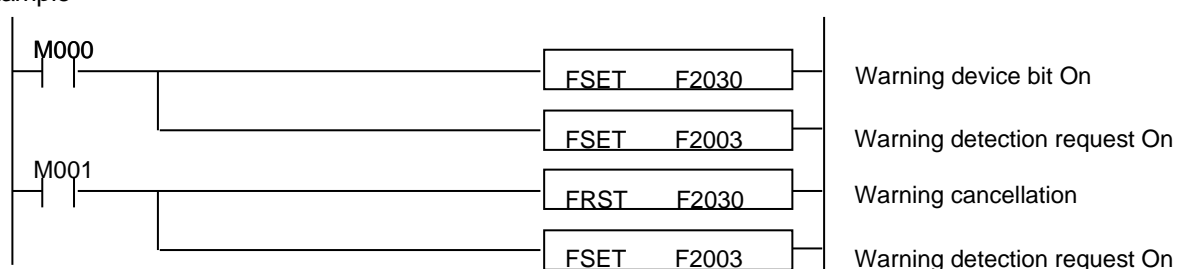 M000
FSET F2030 Warning device bit On
FSET F2003 Warning detection request On
M001
FRST F2030 Warning cancellation
FSET F2003 Warning detection request On